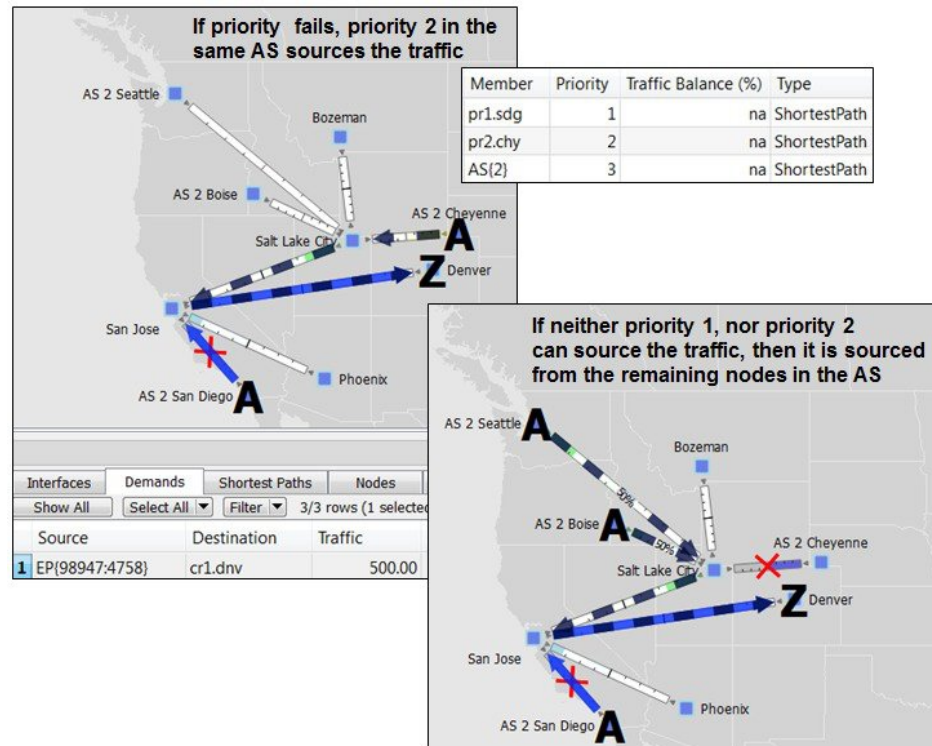 If priority fails, priority 2 in the
same AS sources the traffic
AS 2 Seattle
Bozeman
AS 2 Boise
AS 2 Cheyenne
A
Salt Lake City
Z
Denver
San Jose
Phoenix
AS 2 San Diego
A
Member Priority Traffic Balance (%) Type
pr1.sdg 1 na ShortestPath
pr2.chy 2 na ShortestPath
AS{2} 3 na ShortestPath
Interfaces Demands Shortest Paths Nodes
Show All Select All Filter 3/3 rows (1 selected
Source Destination Traffic
1 EP{98947:4758} cr1.dnv 500.00
If neither priority 1, nor priority 2
can source the traffic, then it is sourced
from the remaining nodes in the AS
AS 2 Seattle
A
Bozeman
50%
AS 2 Boise
A
50%
AS 2 Cheyenne
Salt Lake City
Z
Denver
San Jose
Phoenix
AS 2 San Diego
A